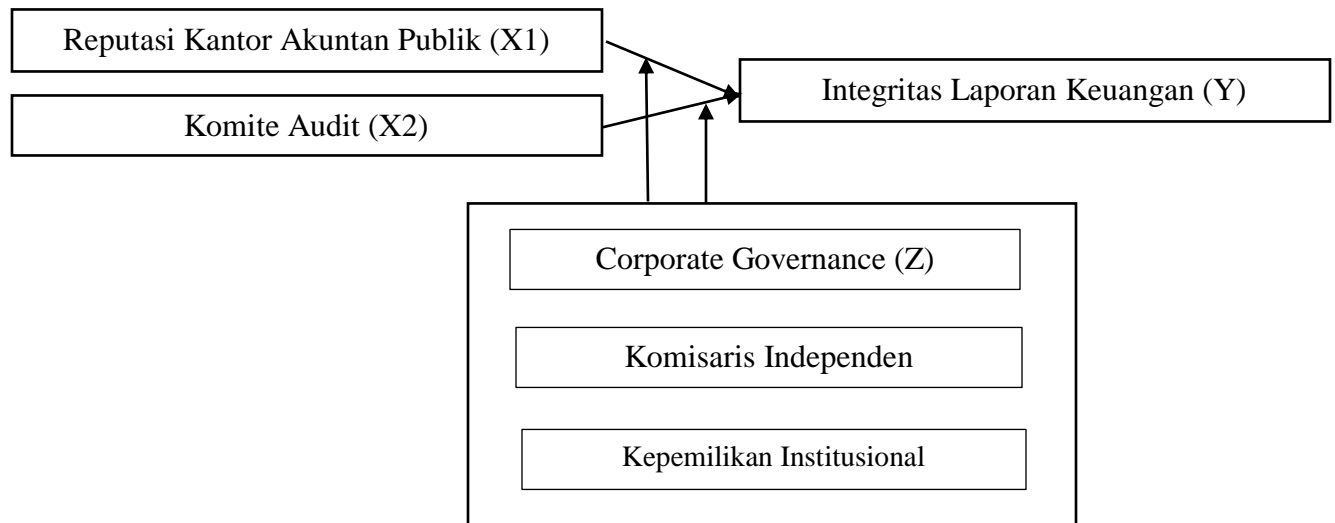 Reputasi Kantor Akuntan Publik (X1)
Integritas Laporan Keuangan (Y)
Komite Audit (X2)
Corporate Governance (Z)
Komisaris Independen
Kepemilikan Institusional